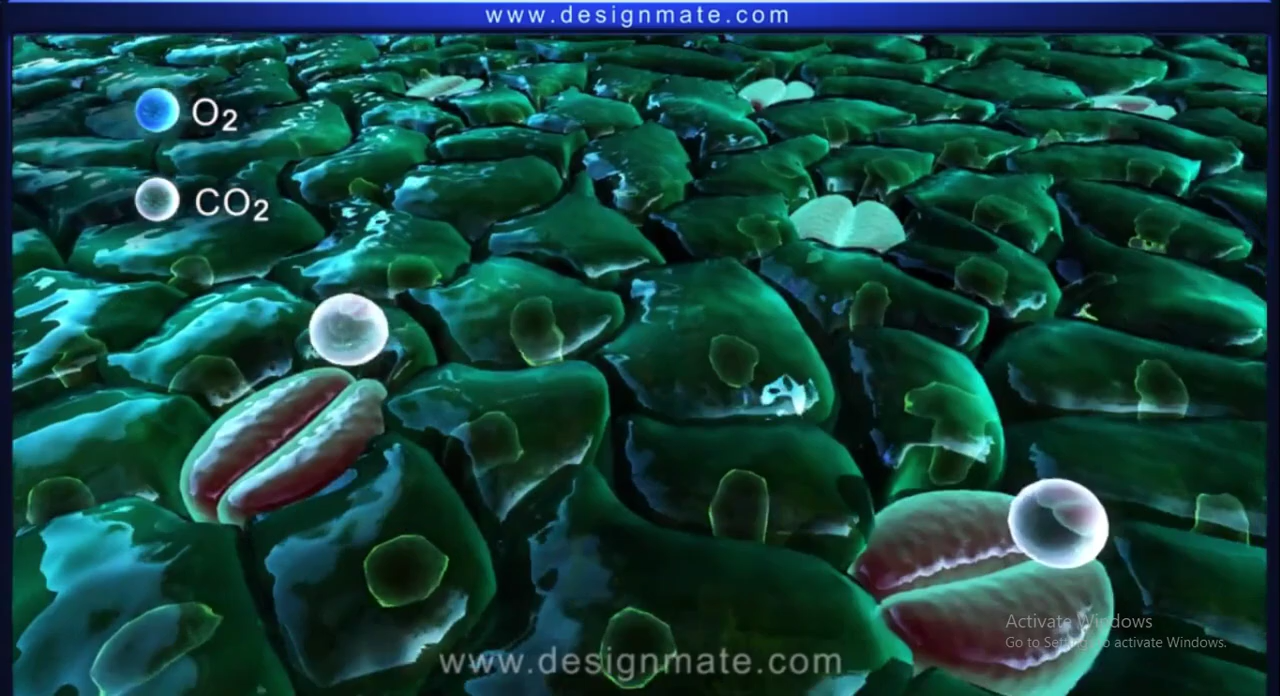 www.designmate.com
O2
CO2
Activate Windows
Go to Settings to activate Windows.
www.designmate.com